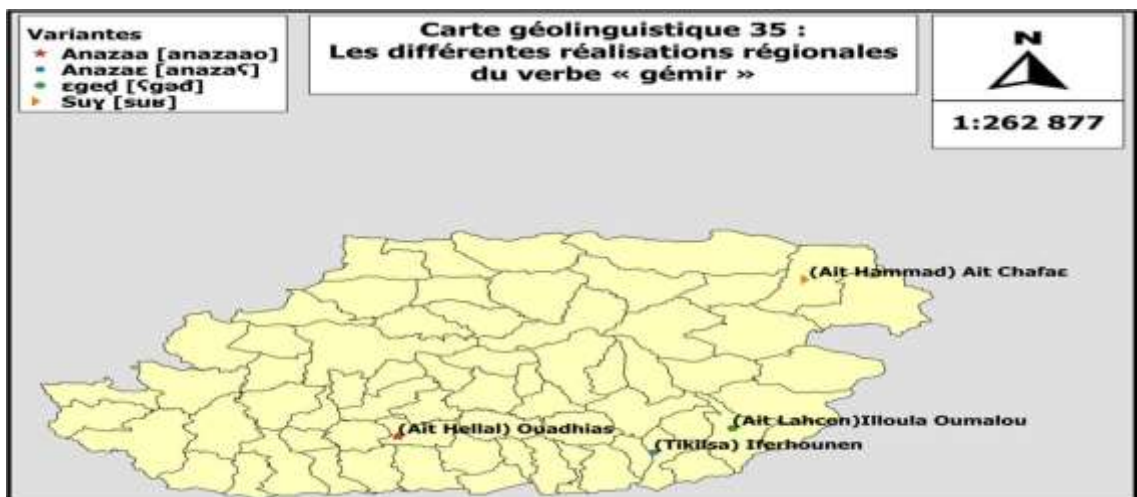 Variantes
Anazaa [anazaao]
Anazaɛ [anazaʕ]
ɛgeḍ [ʕgəđ]
Suɣ [suʁ]
Carte géolinguistique 35 :
Les différentes réalisations régionales
du verbe « gémir »
N
1:262 877
(Ait Hammad) Ait Chafaɛ
(Ait Lahcen)Illoula Oumalou
(Ait Hellal) Ouadhias
(Tikilsa) Iferhounen